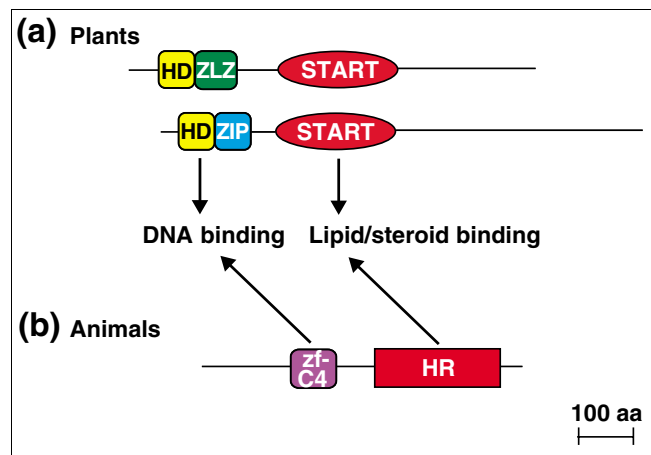 (a) Plants
HD ZLZ START
HD ZIP START
DNA binding Lipid/steroid binding
(b) Animals
zf-
C4
HR
100 aa